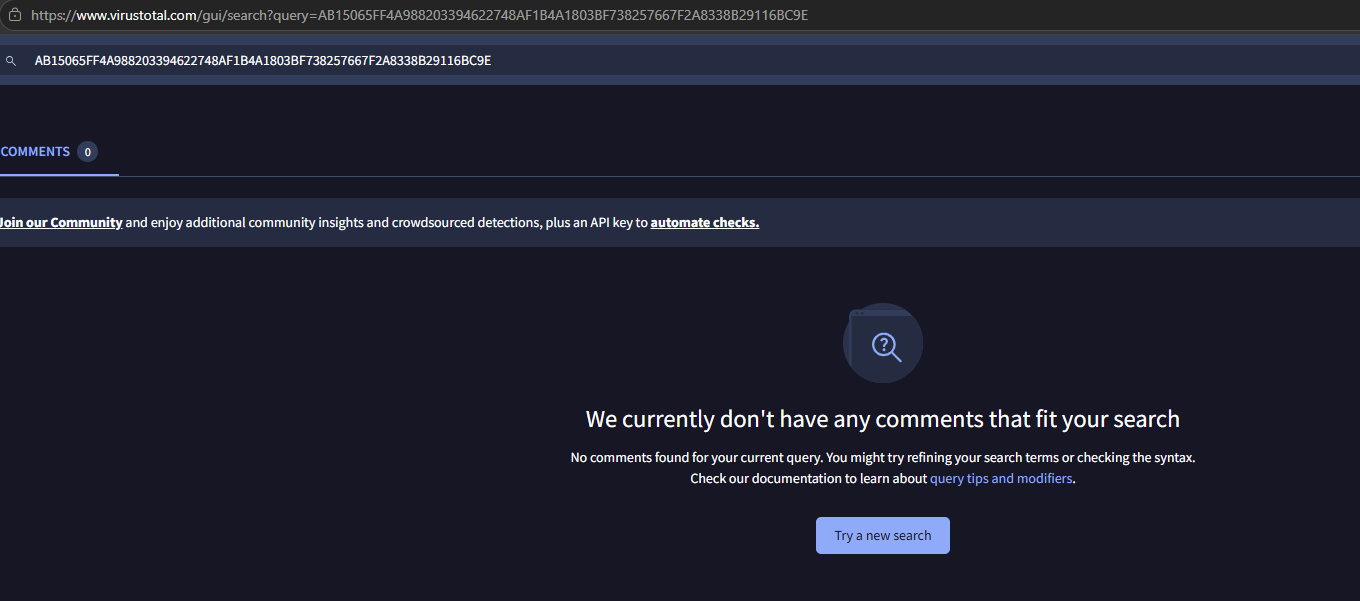 https://www.virustotal.com/gui/search?query=AB15065FF4A988203394622748AF1B4A1803BF738257667F2A8338B29116BC9E
AB15065FF4A988203394622748AF1B4A1803BF738257667F2A8338B29116BC9E
COMMENTS 0
Join our Community and enjoy additional community insights and crowdsourced detections, plus an API key to automate checks.
We currently don't have any comments that fit your search
No comments found for your current query. You might try refining your search terms or checking the syntax.
Check our documentation to learn about query tips and modifiers.
Try a new search